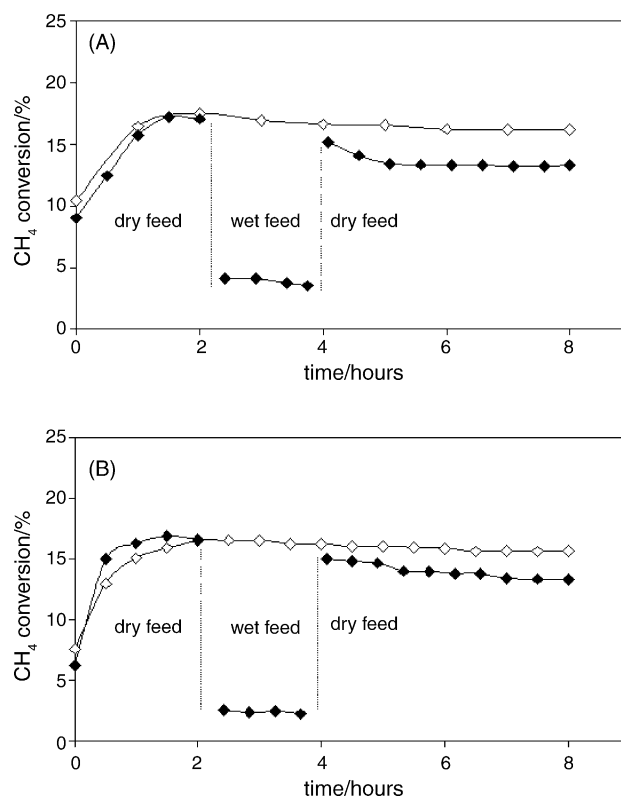 (A)
25
20
15
10
5
0
CH₄ conversion/%
dry feed
wet feed
dry feed
0 2 4 6 8
time/hours
(B)
25
20
15
10
5
0
CH₄ conversion/%
dry feed
wet feed
dry feed
0 2 4 6 8
time/hours